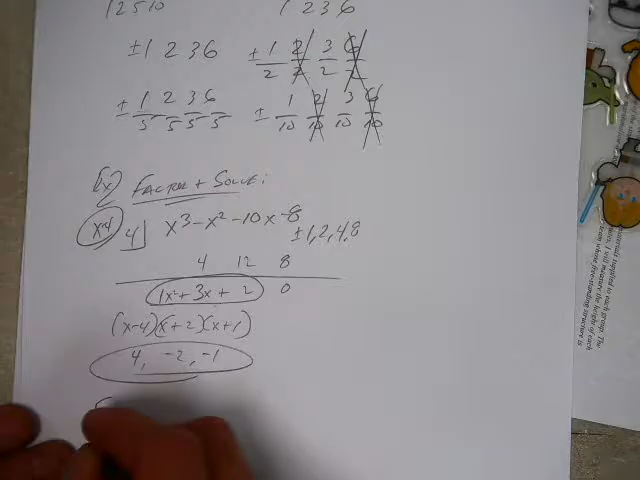 1 2 5 10 1 2 3 6
±1 2 3 6 ± 1/2 2/2 3/2 6/2
± 1/5 2/5 3/5 6/5 ± 1/10 2/10 3/10 6/10
Ex) Factor + Solve:
x-4 4 x³ - x² - 10x - 8
±1, 2, 4, 8
4 12 8
1x² + 3x + 2 0
(x-4)(x+2)(x+1)
4, -2, -1